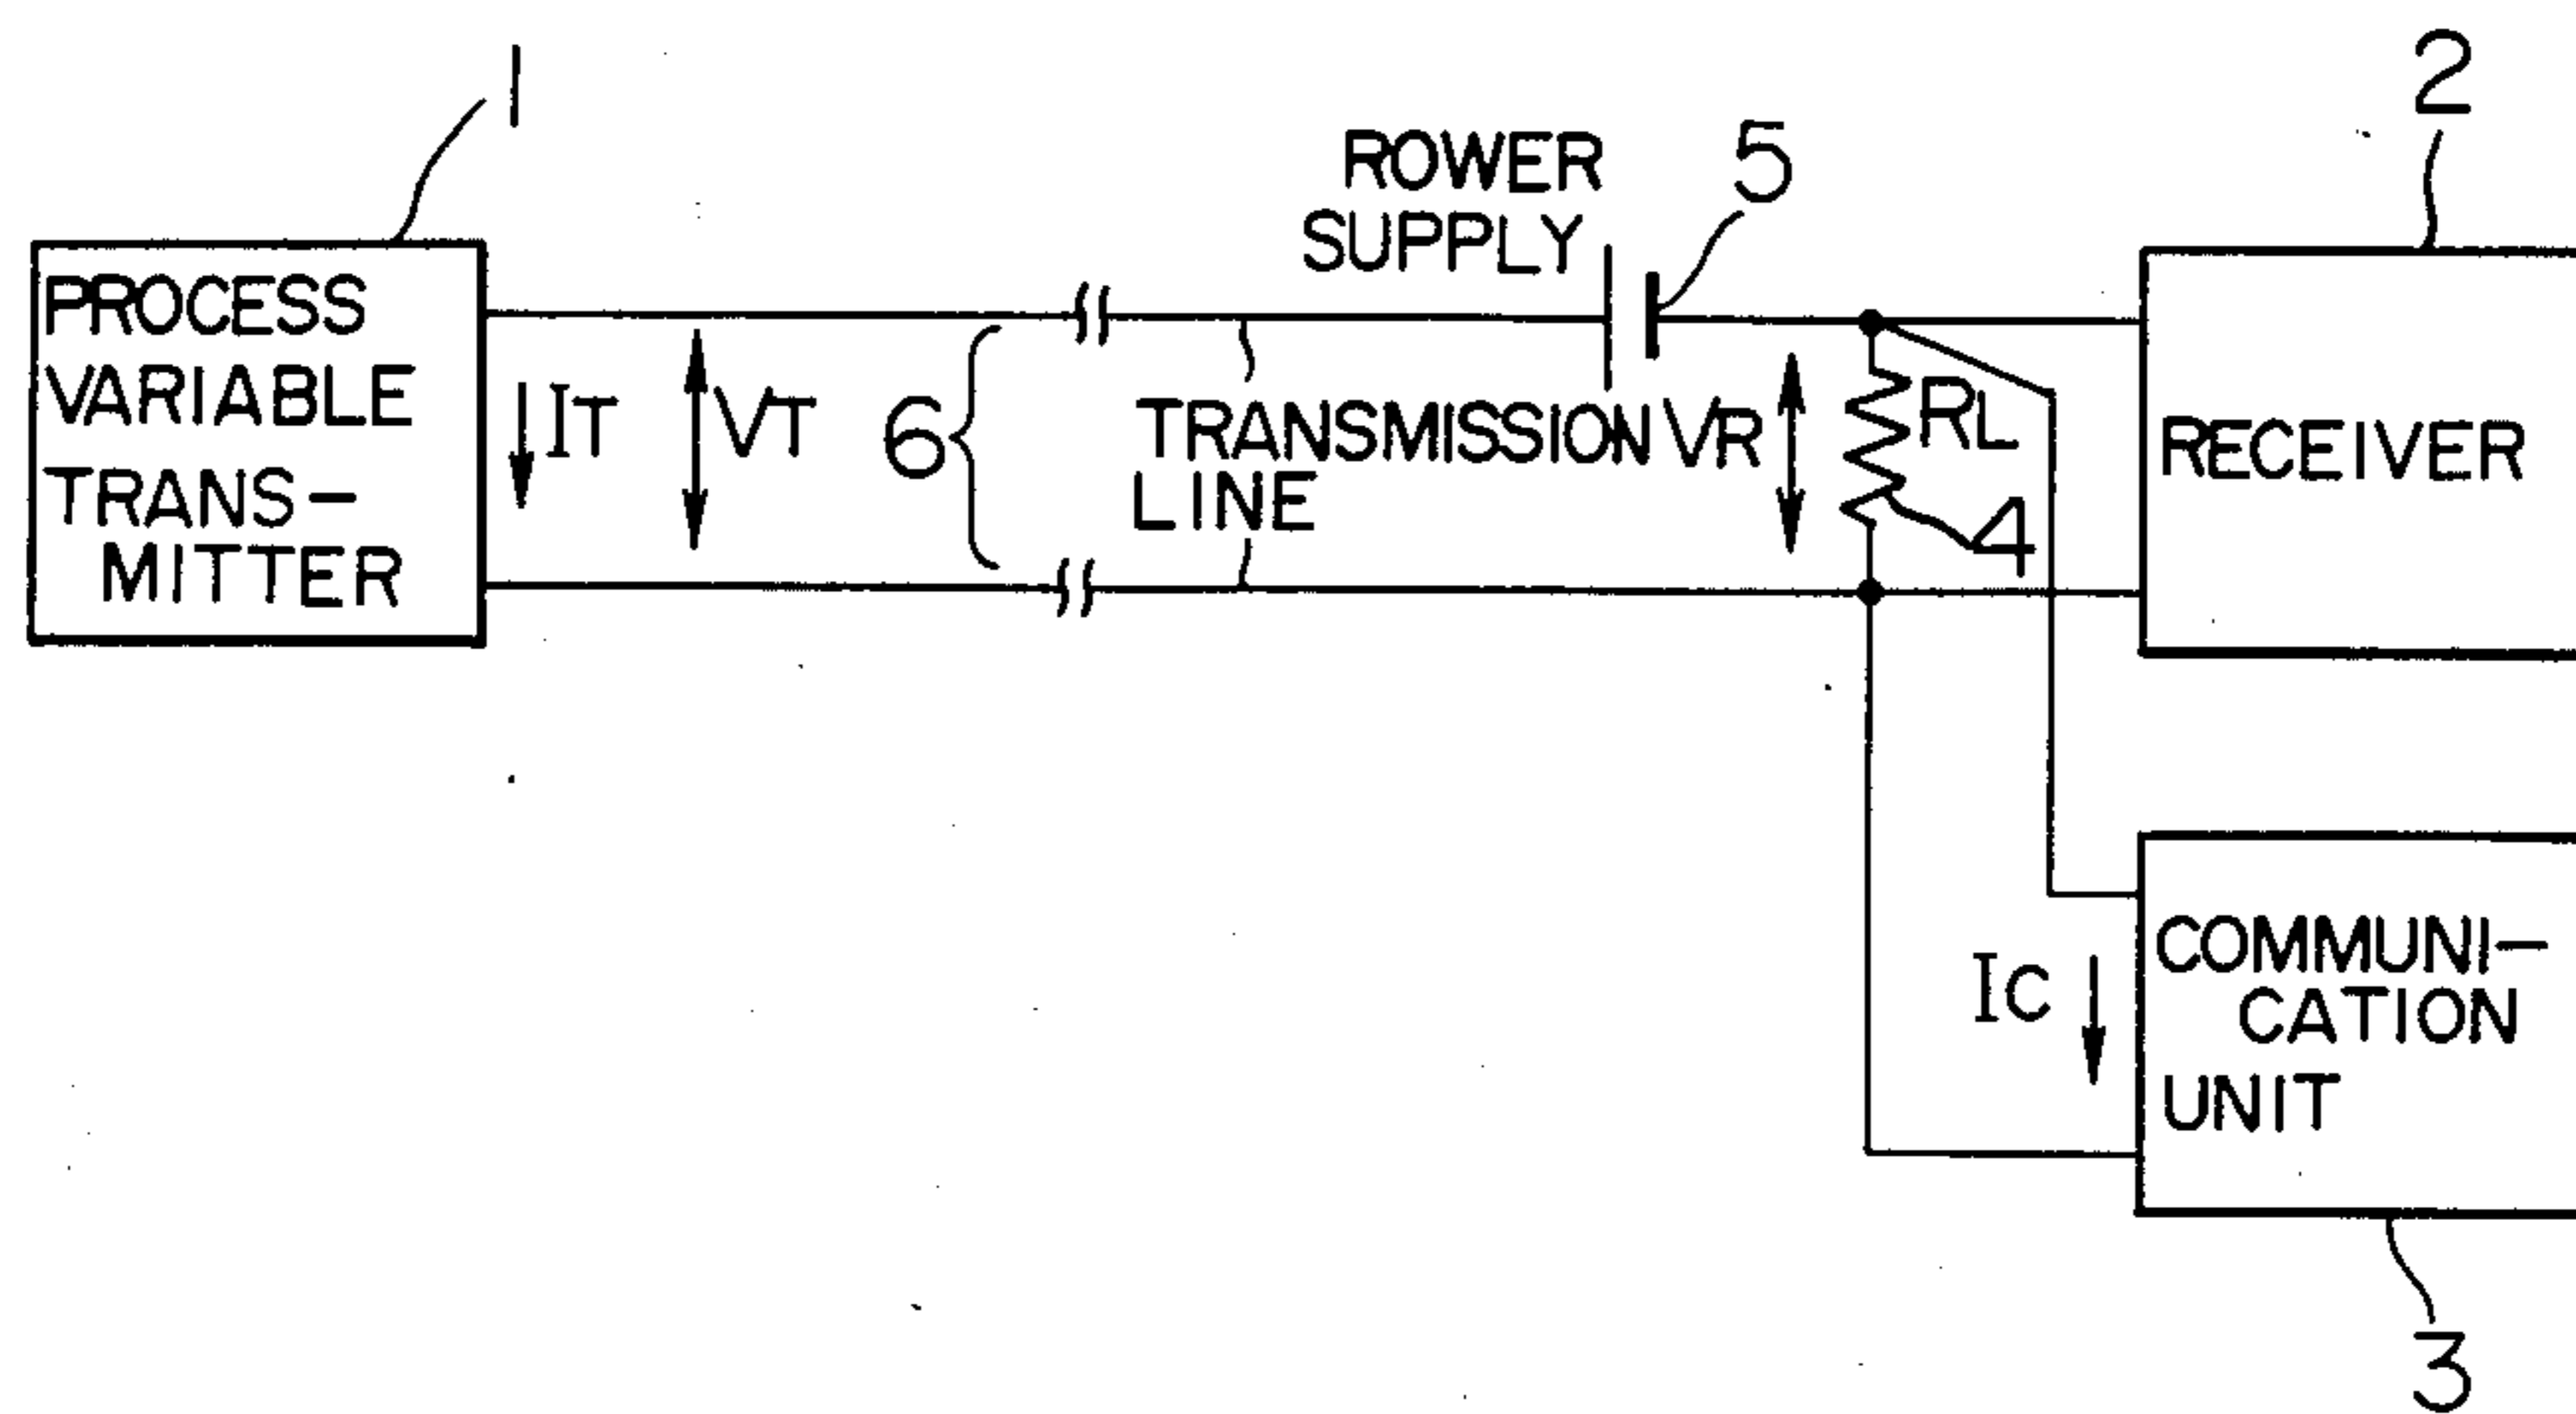 1
2
ROWER
SUPPLY
5
PROCESS
VARIABLE
TRANS-
MITTER
IT
VT
6
TRANSMISSION
LINE
VR
RL
4
RECEIVER
IC
COMMUNI-
CATION
UNIT
3